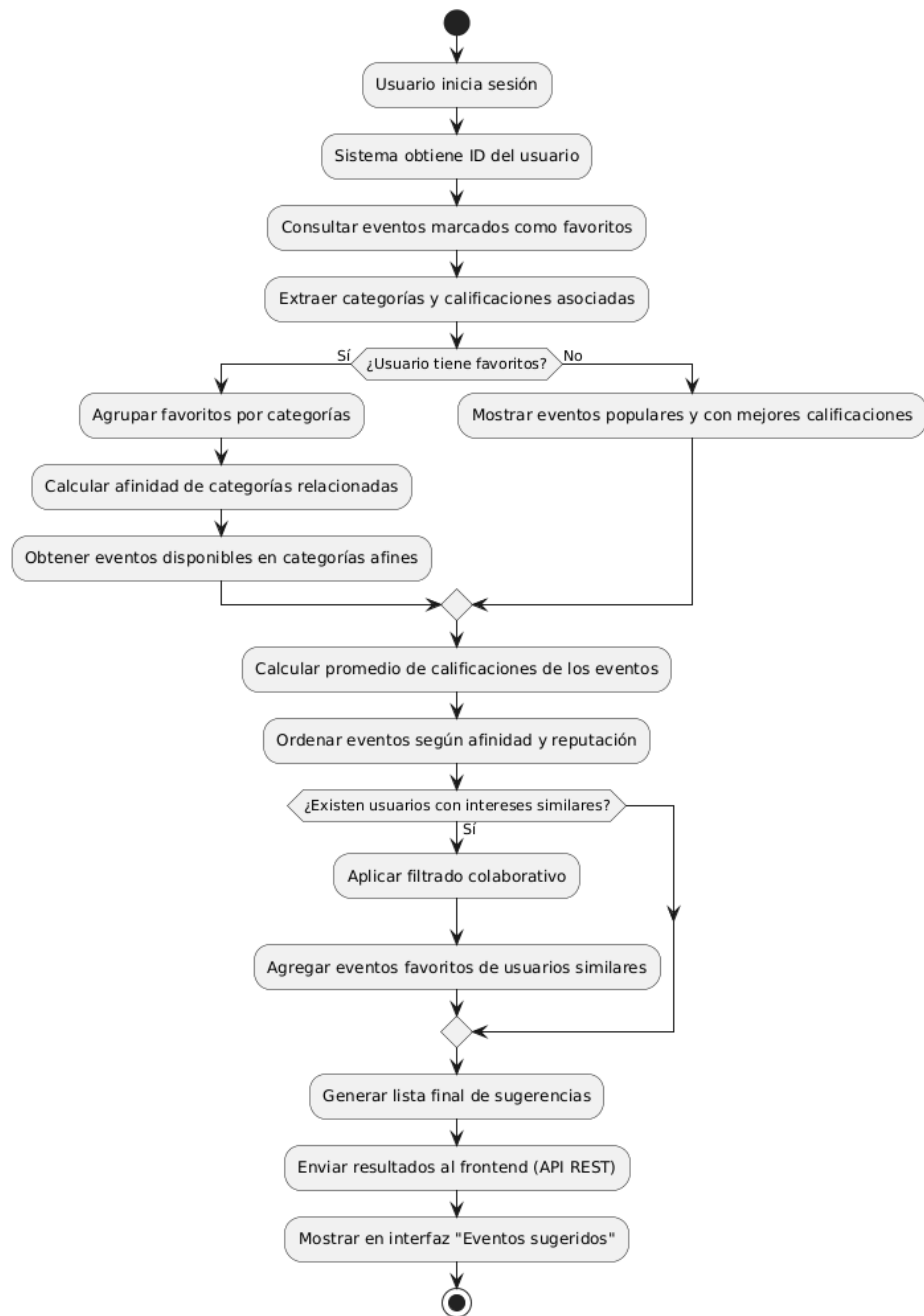 Usuario inicia sesión
Sistema obtiene ID del usuario
Consultar eventos marcados como favoritos
Extraer categorías y calificaciones asociadas
Sí
¿Usuario tiene favoritos?
No
Agrupar favoritos por categorías
Mostrar eventos populares y con mejores calificaciones
Calcular afinidad de categorías relacionadas
Obtener eventos disponibles en categorías afines
Calcular promedio de calificaciones de los eventos
Ordenar eventos según afinidad y reputación
¿Existen usuarios con intereses similares?
Sí
Aplicar filtrado colaborativo
Agregar eventos favoritos de usuarios similares
Generar lista final de sugerencias
Enviar resultados al frontend (API REST)
Mostrar en interfaz "Eventos sugeridos"